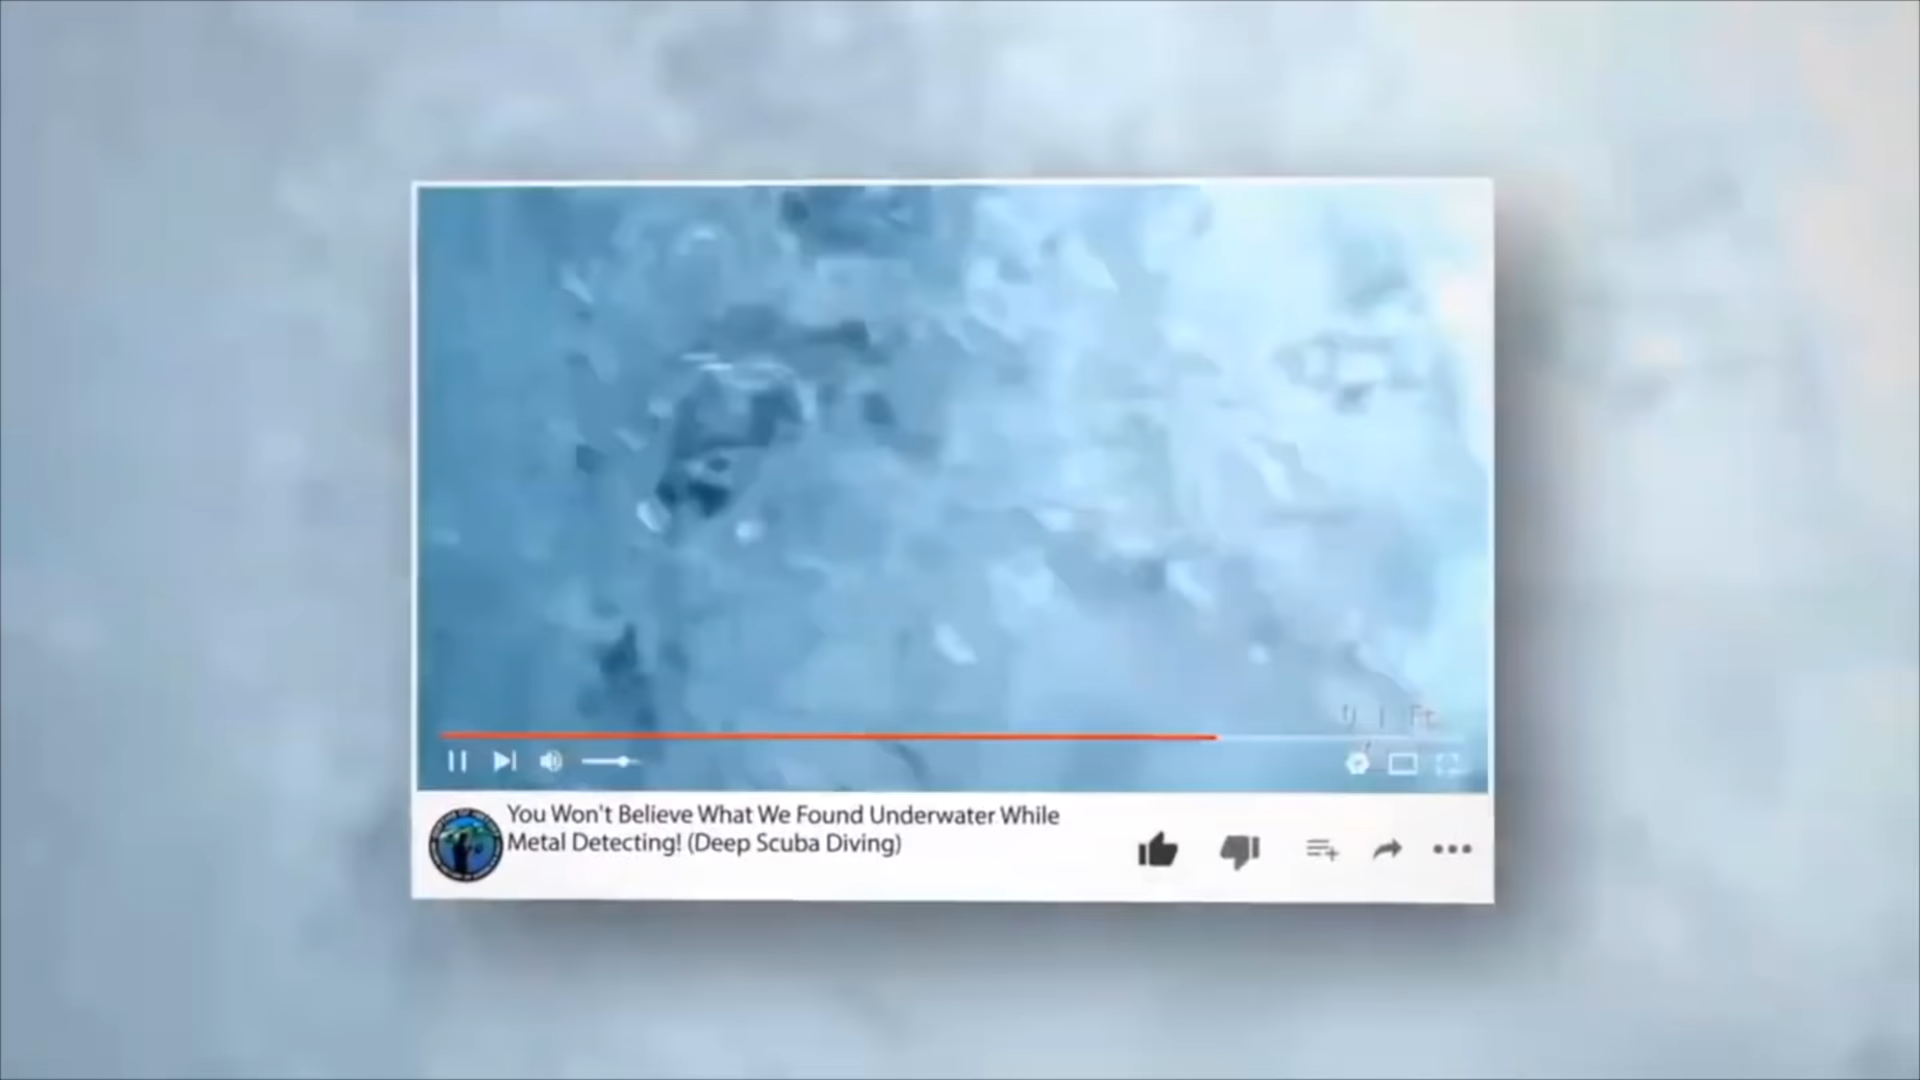 You Won't Believe What We Found Underwater While
Metal Detecting! (Deep Scuba Diving)